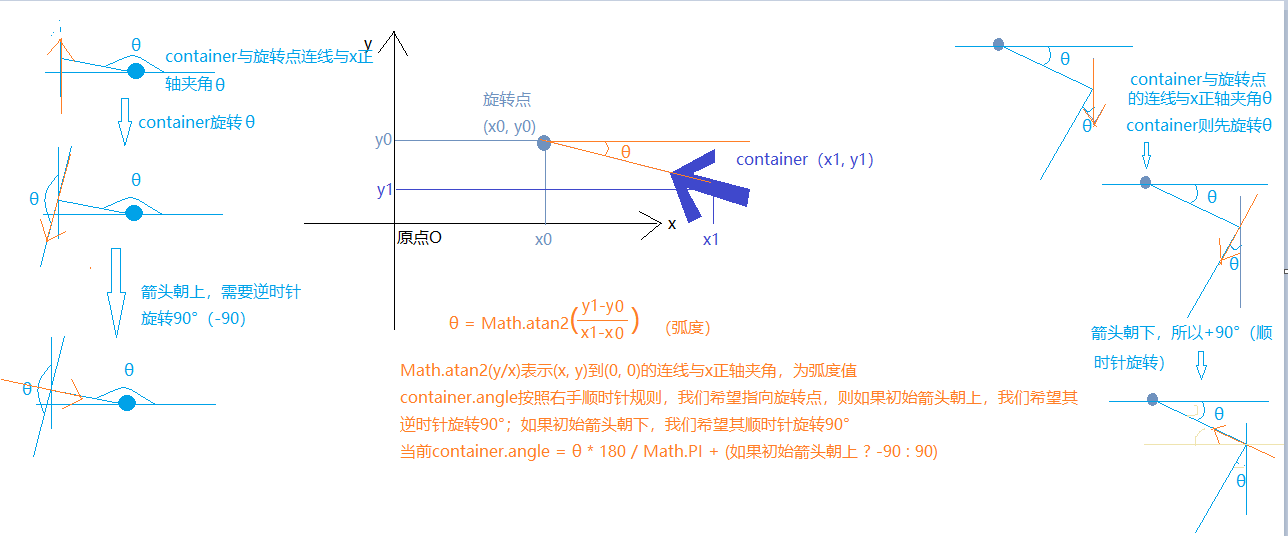 θ
container与旋转点连线与x正
轴夹角θ
container旋转θ
θ
θ
箭头朝上，需要逆时针
旋转90°（-90）
θ
θ
y
旋转点
(x0, y0)
y0
θ
container（x1, y1）
y1
x
原点O
x0
x1
θ = Math.atan2(y1-y0/x1-x0)（弧度）
Math.atan2(y/x)表示(x, y)到(0, 0)的连线与x正轴夹角，为弧度值
container.angle按照右手顺时针规则，我们希望指向旋转点，则如果初始箭头朝上，我们希望其
逆时针旋转90°；如果初始箭头朝下，我们希望其顺时针旋转90°
当前container.angle = θ * 180 / Math.PI + (如果初始箭头朝上 ? -90 : 90)
θ
container与旋转点
的连线与x正轴夹角θ
θ
container则先旋转θ
θ
θ
箭头朝下，所以+90°（顺
时针旋转）
θ
θ